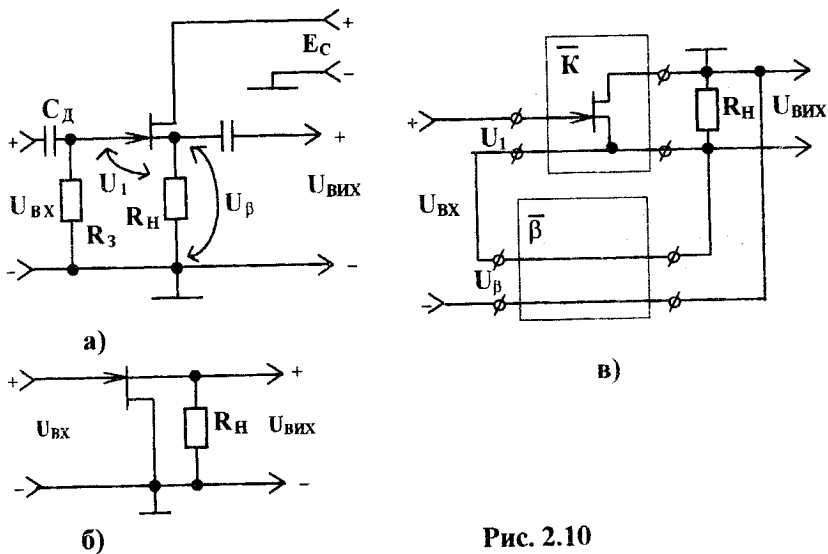 +
E_C
–
C_Д
+
+
U_1
U_ВХ
R_З
R_Н
U_β
U_ВИХ
–
–
а)
+
+
U_ВХ
R_Н
U_ВИХ
–
–
б)
K̅
+
U_1
R_Н
U_ВИХ
U_ВХ
β̅
U_β
–
в)
Рис. 2.10